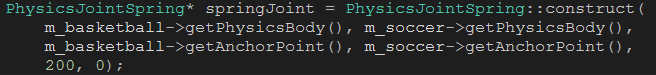 PhysicsJointSpring* springJoint = PhysicsJointSpring::construct(
m_basketball->getPhysicsBody(), m_soccer->getPhysicsBody(),
m_basketball->getAnchorPoint(), m_soccer->getAnchorPoint(),
200, 0);